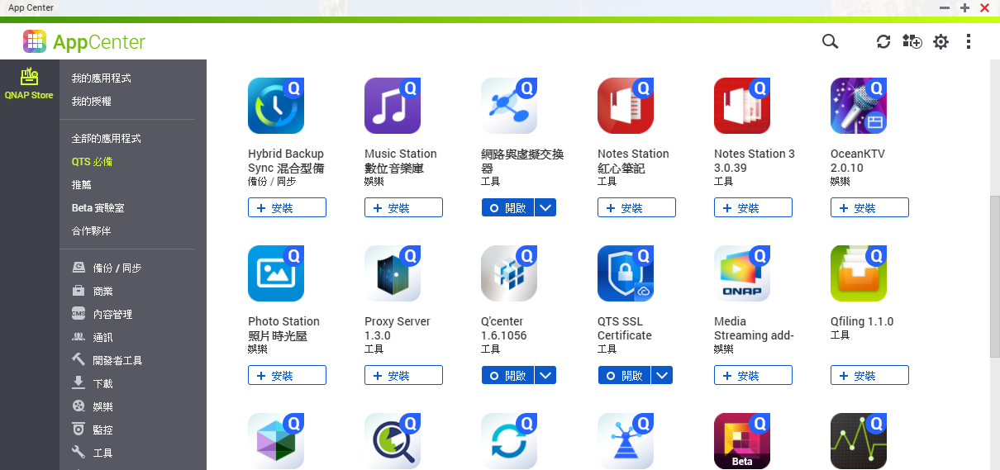 App Center
AppCenter
QNAP Store
我的應用程式
我的授權
全部的應用程式
QTS 必備
推薦
Beta 實驗室
合作夥伴
備份 / 同步
商業
CMS
內容管理
通訊
開發者工具
下載
娛樂
監控
工具
Q
Hybrid Backup
Sync 混合型備
備份 / 同步
+ 安裝
Q
Music Station
數位音樂庫
娛樂
+ 安裝
Q
網路與虛擬交換
器
工具
開啟
Q
Notes Station
紅心筆記
工具
+ 安裝
Q
Notes Station 3
3.0.39
工具
+ 安裝
Q
OceanKTV
2.0.10
娛樂
+ 安裝
Q
Photo Station
照片時光屋
娛樂
+ 安裝
Q
Proxy Server
1.3.0
工具
+ 安裝
Q
Q'center
1.6.1056
工具
開啟
Q
QTS SSL
Certificate
工具
開啟
Q
QNAP
Media
Streaming add-
娛樂
+ 安裝
Q
Qfiling 1.1.0
工具
+ 安裝
Q
Q
Q
Q
Q
Beta
Q